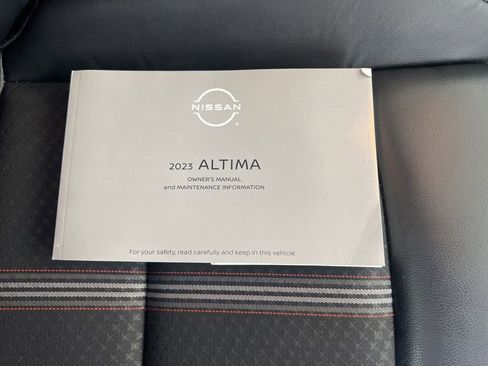 NISSAN
2023 ALTIMA
OWNER'S MANUAL
and MAINTENANCE INFORMATION
For your safety, read carefully and keep in this vehicle.